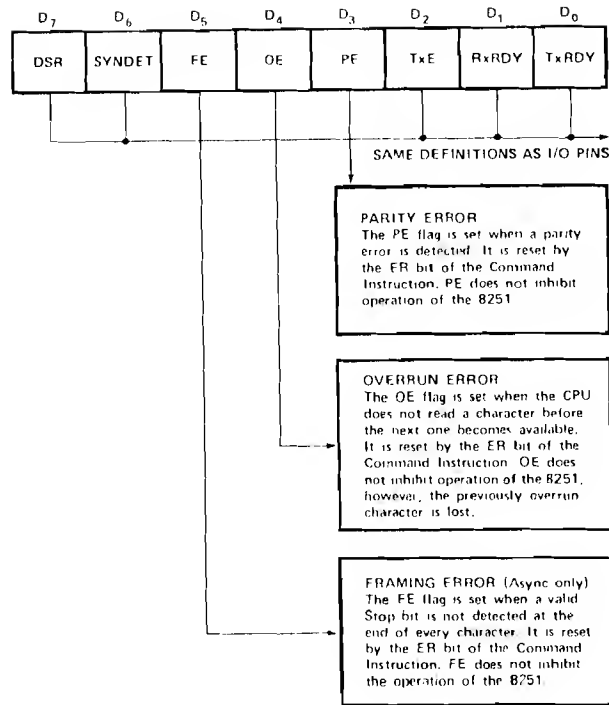 D7 D6 D5 D4 D3 D2 D1 D0
DSR SYNDET FE OE PE TxE RxRDY TxRDY
SAME DEFINITIONS AS I/O PINS
PARITY ERROR
The PE flag is set when a parity
error is detected. It is reset by
the ER bit of the Command
Instruction. PE does not inhibit
operation of the 8251
OVERRUN ERROR
The OE flag is set when the CPU
does not read a character before
the next one becomes available.
It is reset by the ER bit of the
Command Instruction OE does
not inhibit operation of the 8251,
however, the previously overrun
character is lost.
FRAMING ERROR (Async only)
The FE flag is set when a valid
Stop bit is not detected at the
end of every character. It is reset
by the ER bit of the Command
Instruction. FE does not inhibit
the operation of the 8251.